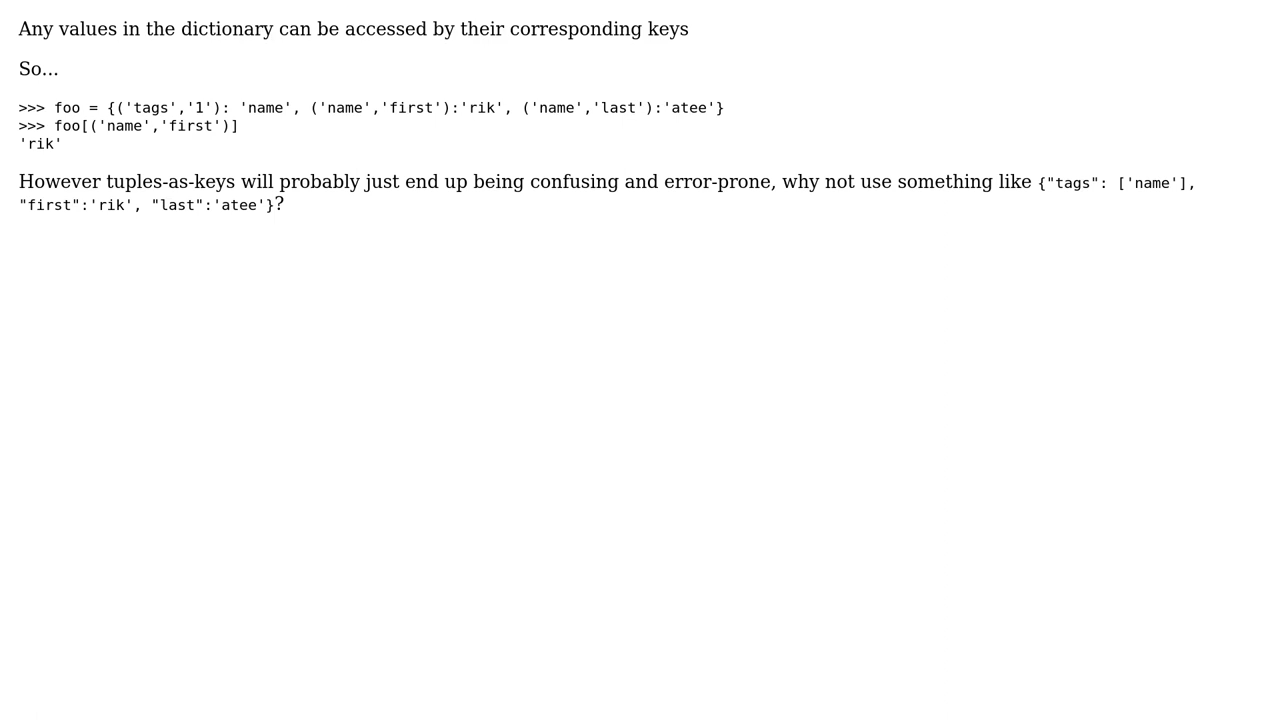 Any values in the dictionary can be accessed by their corresponding keys
So...
>>> foo = {('tags','1'): 'name', ('name','first'):'rik', ('name','last'):'atee'}
>>> foo[('name','first')]
'rik'
However tuples-as-keys will probably just end up being confusing and error-prone, why not use something like {"tags": ['name'],
"first":'rik', "last":'atee'}?